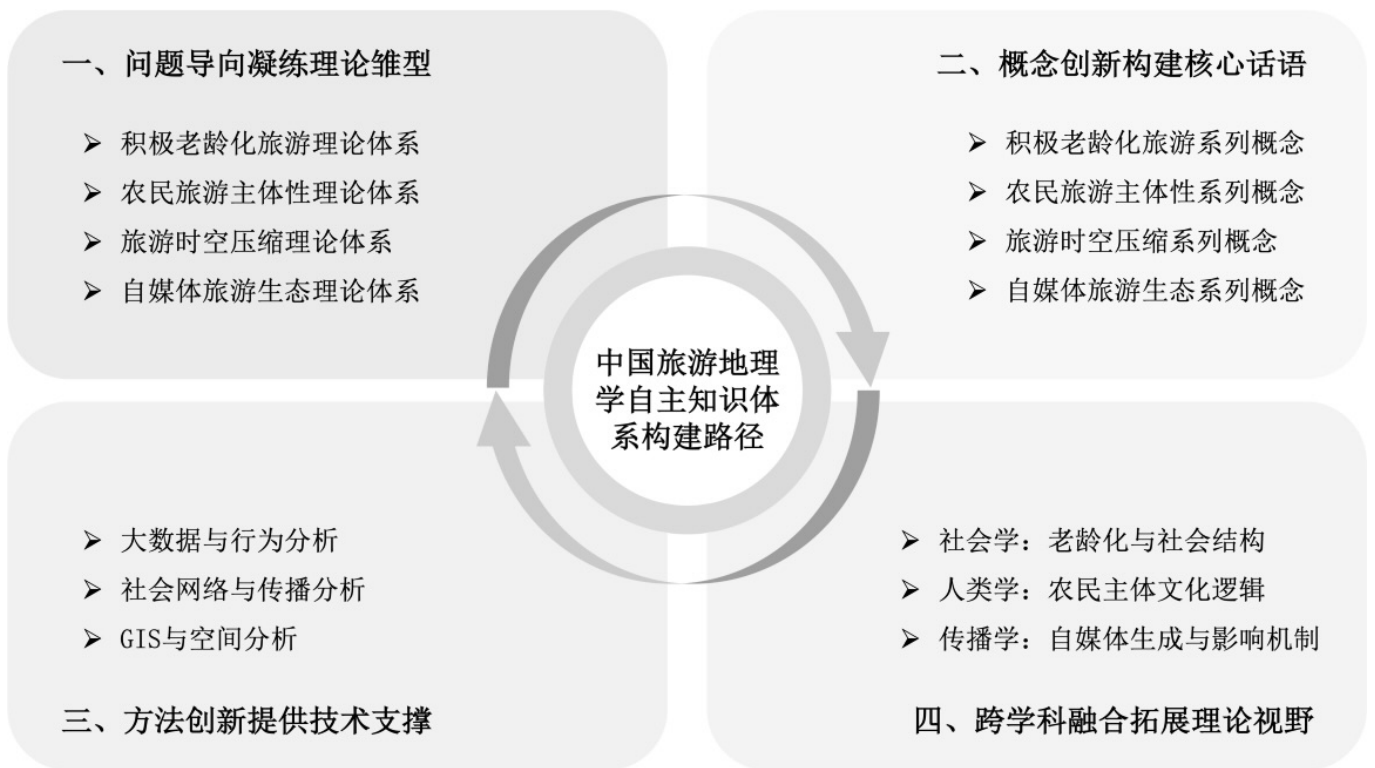 一、问题导向凝练理论雏型
➢ 积极老龄化旅游理论体系
➢ 农民旅游主体性理论体系
➢ 旅游时空压缩理论体系
➢ 自媒体旅游生态理论体系
二、概念创新构建核心话语
➢ 积极老龄化旅游系列概念
➢ 农民旅游主体性系列概念
➢ 旅游时空压缩系列概念
➢ 自媒体旅游生态系列概念
中国旅游地理
学自主知识体
系构建路径
➢ 大数据与行为分析
➢ 社会网络与传播分析
➢ GIS与空间分析
三、方法创新提供技术支撑
➢ 社会学：老龄化与社会结构
➢ 人类学：农民主体文化逻辑
➢ 传播学：自媒体生成与影响机制
四、跨学科融合拓展理论视野